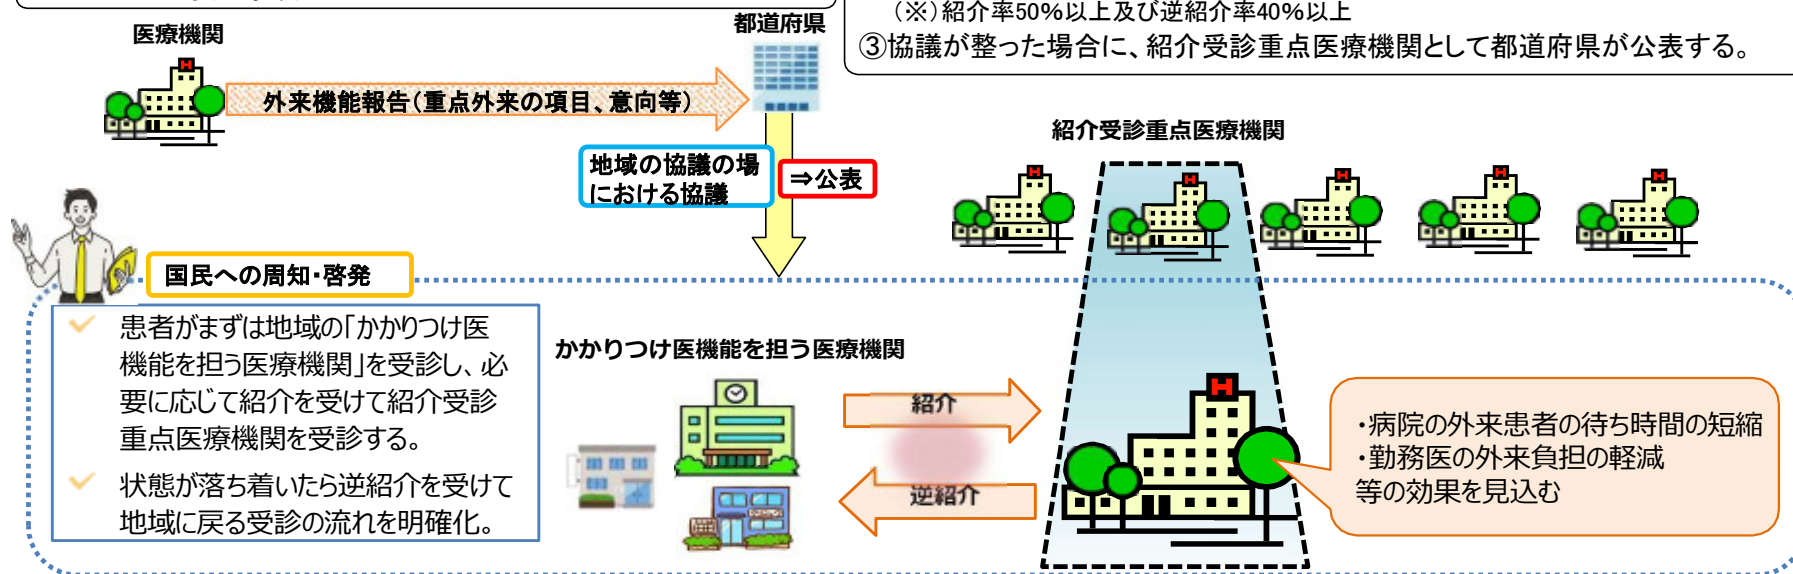 (※)紹介率50%以上及び逆紹介率40%以上
③協議が整った場合に、紹介受診重点医療機関として都道府県が公表する。
医療機関
都道府県
外来機能報告(重点外来の項目、意向等)
地域の協議の場
における協議
⇒公表
紹介受診重点医療機関
H
H
H
H
H
H
国民への周知・啓発
患者がまずは地域の「かかりつけ医
機能を担う医療機関」を受診し、必
要に応じて紹介を受けて紹介受診
重点医療機関を受診する。
状態が落ち着いたら逆紹介を受けて
地域に戻る受診の流れを明確化。
かかりつけ医機能を担う医療機関
紹介
逆紹介
H
・病院の外来患者の待ち時間の短縮
・勤務医の外来負担の軽減
等の効果を見込む